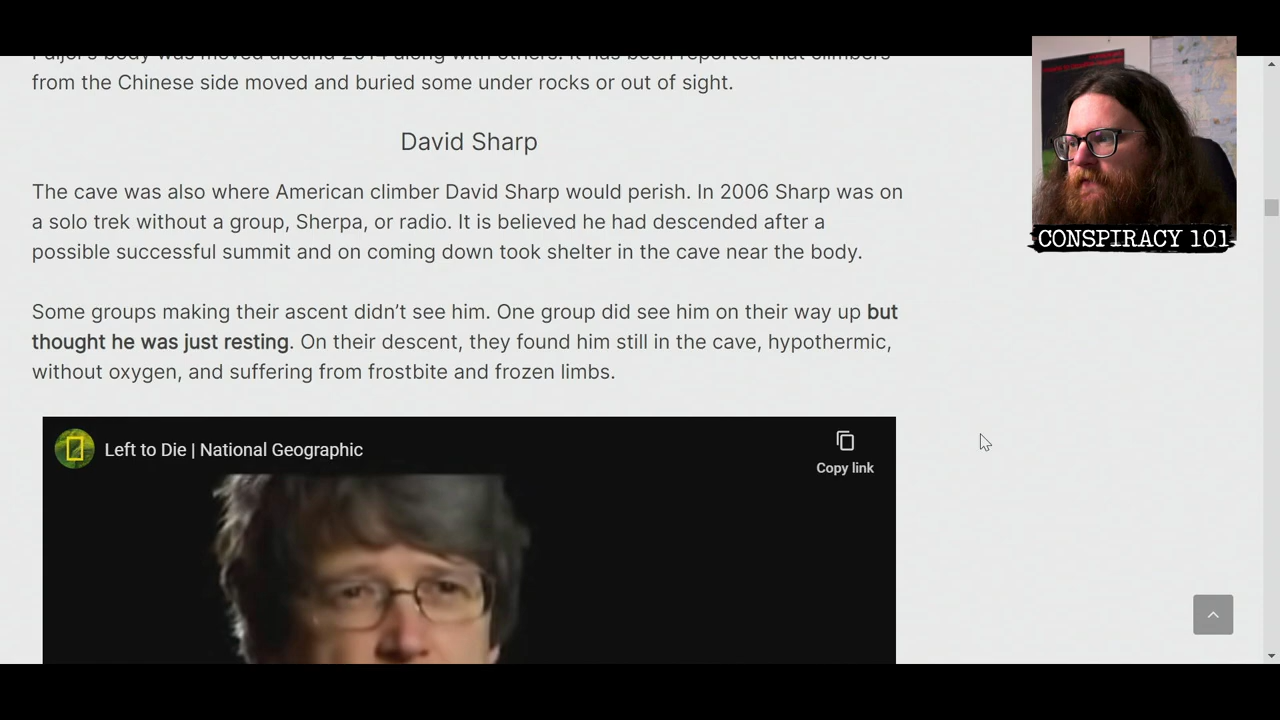 from the Chinese side moved and buried some under rocks or out of sight.
David Sharp
The cave was also where American climber David Sharp would perish. In 2006 Sharp was on
a solo trek without a group, Sherpa, or radio. It is believed he had descended after a
possible successful summit and on coming down took shelter in the cave near the body.
Some groups making their ascent didn’t see him. One group did see him on their way up but
thought he was just resting. On their descent, they found him still in the cave, hypothermic,
without oxygen, and suffering from frostbite and frozen limbs.
Left to Die | National Geographic
Copy link
CONSPIRACY 101